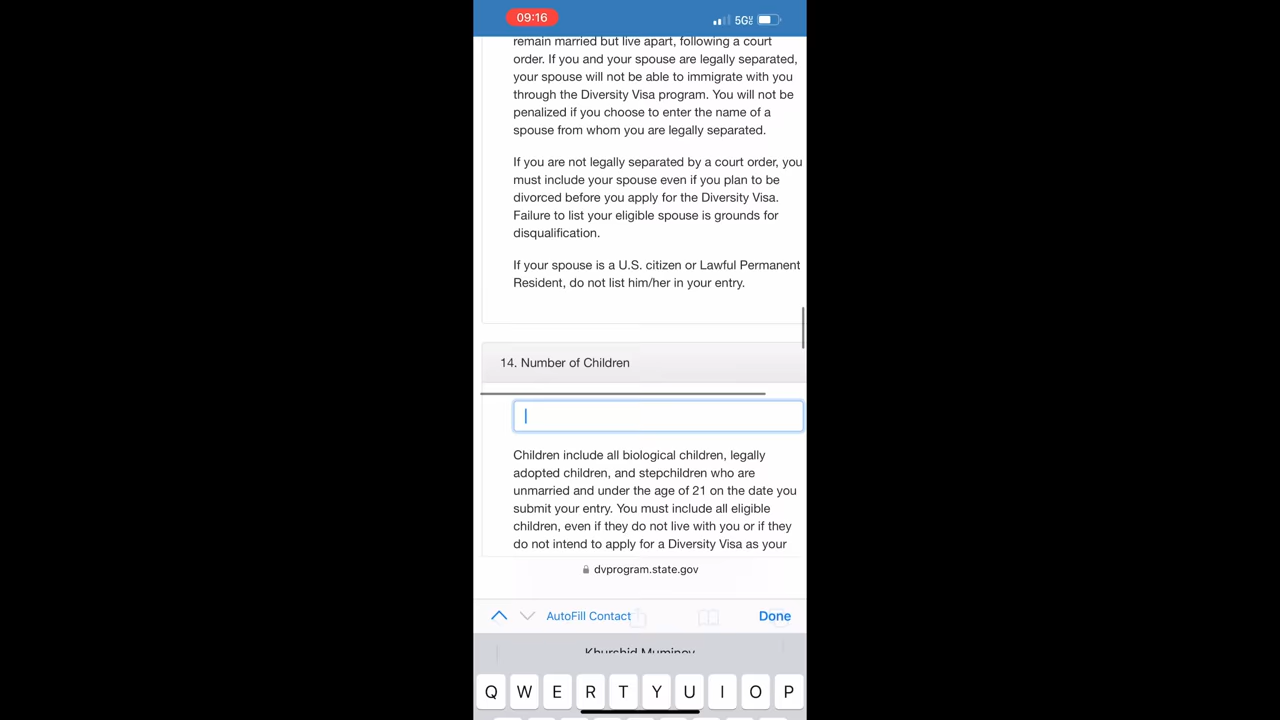 09:16
5G
remain married but live apart, following a court
order. If you and your spouse are legally separated,
your spouse will not be able to immigrate with you
through the Diversity Visa program. You will not be
penalized if you choose to enter the name of a
spouse from whom you are legally separated.
If you are not legally separated by a court order, you
must include your spouse even if you plan to be
divorced before you apply for the Diversity Visa.
Failure to list your eligible spouse is grounds for
disqualification.
If your spouse is a U.S. citizen or Lawful Permanent
Resident, do not list him/her in your entry.
14. Number of Children
Children include all biological children, legally
adopted children, and stepchildren who are
unmarried and under the age of 21 on the date you
submit your entry. You must include all eligible
children, even if they do not live with you or if they
do not intend to apply for a Diversity Visa as your
dvprogram.state.gov
AutoFill Contact
Done
Khurshid Muminov
Q W E R T Y U I O P